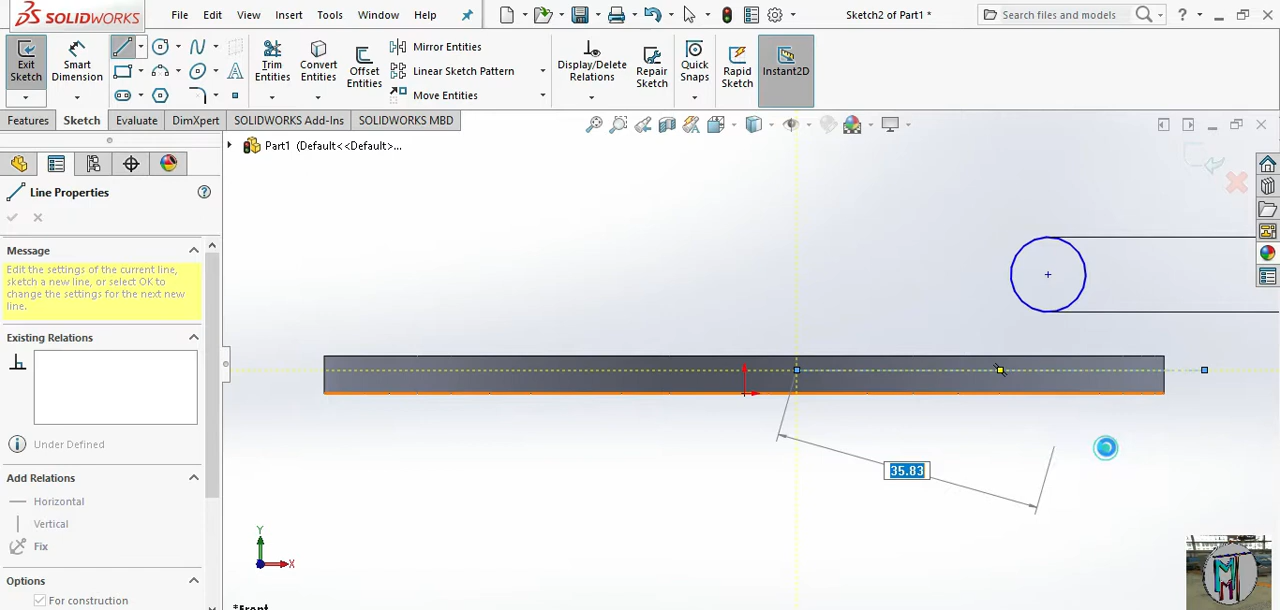 SOLIDWORKS
File Edit View Insert Tools Window Help
Sketch2 of Part1 *
Search files and models
?
Exit Sketch
Smart Dimension
Trim Entities
Convert Entities
Offset Entities
Mirror Entities
Linear Sketch Pattern
Move Entities
Display/Delete Relations
Repair Sketch
Quick Snaps
Rapid Sketch
Instant2D
Features Sketch Evaluate DimXpert SOLIDWORKS Add-Ins SOLIDWORKS MBD
Part1 (Default<<Default>...
Line Properties
?
Message
Edit the settings of the current line,
sketch a new line, or select OK to
change the settings for the next new
line.
Existing Relations
Under Defined
Add Relations
Horizontal
Vertical
Fix
Options
For construction
35.83
Y
X
*Front